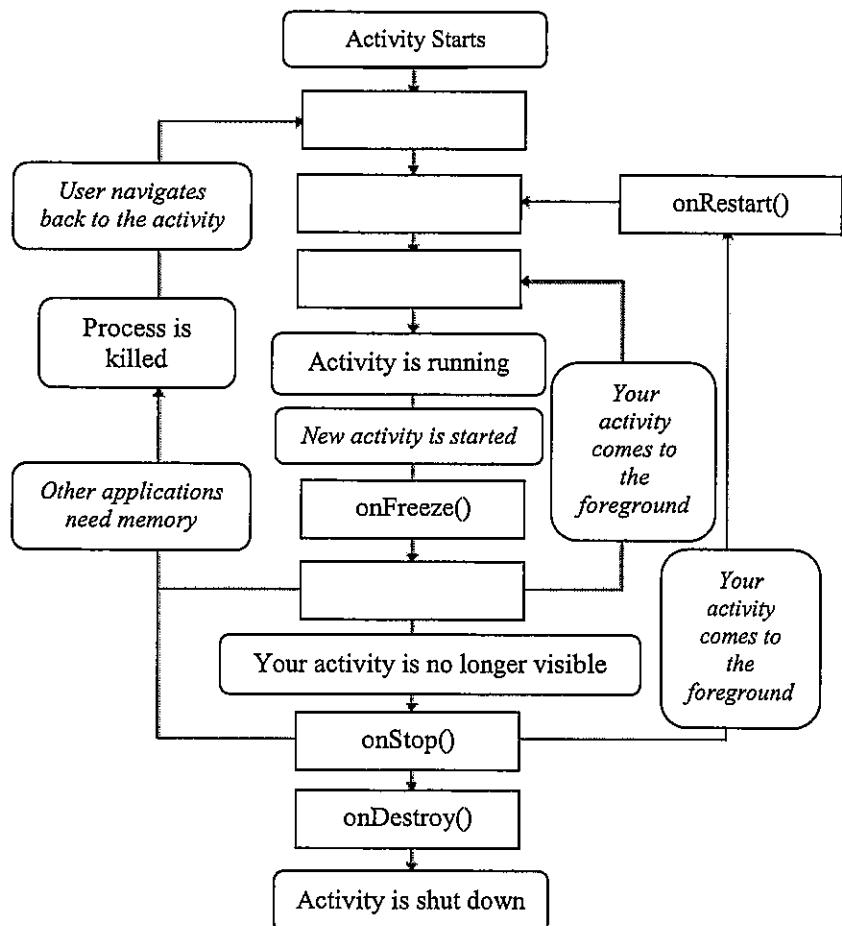 Activity Starts
User navigates
back to the activity
onRestart()
Process is
killed
Activity is running
Your
activity
comes to
the
foreground
New activity is started
Other applications
need memory
onFreeze()
Your
activity
comes to
the
foreground
Your activity is no longer visible
onStop()
onDestroy()
Activity is shut down